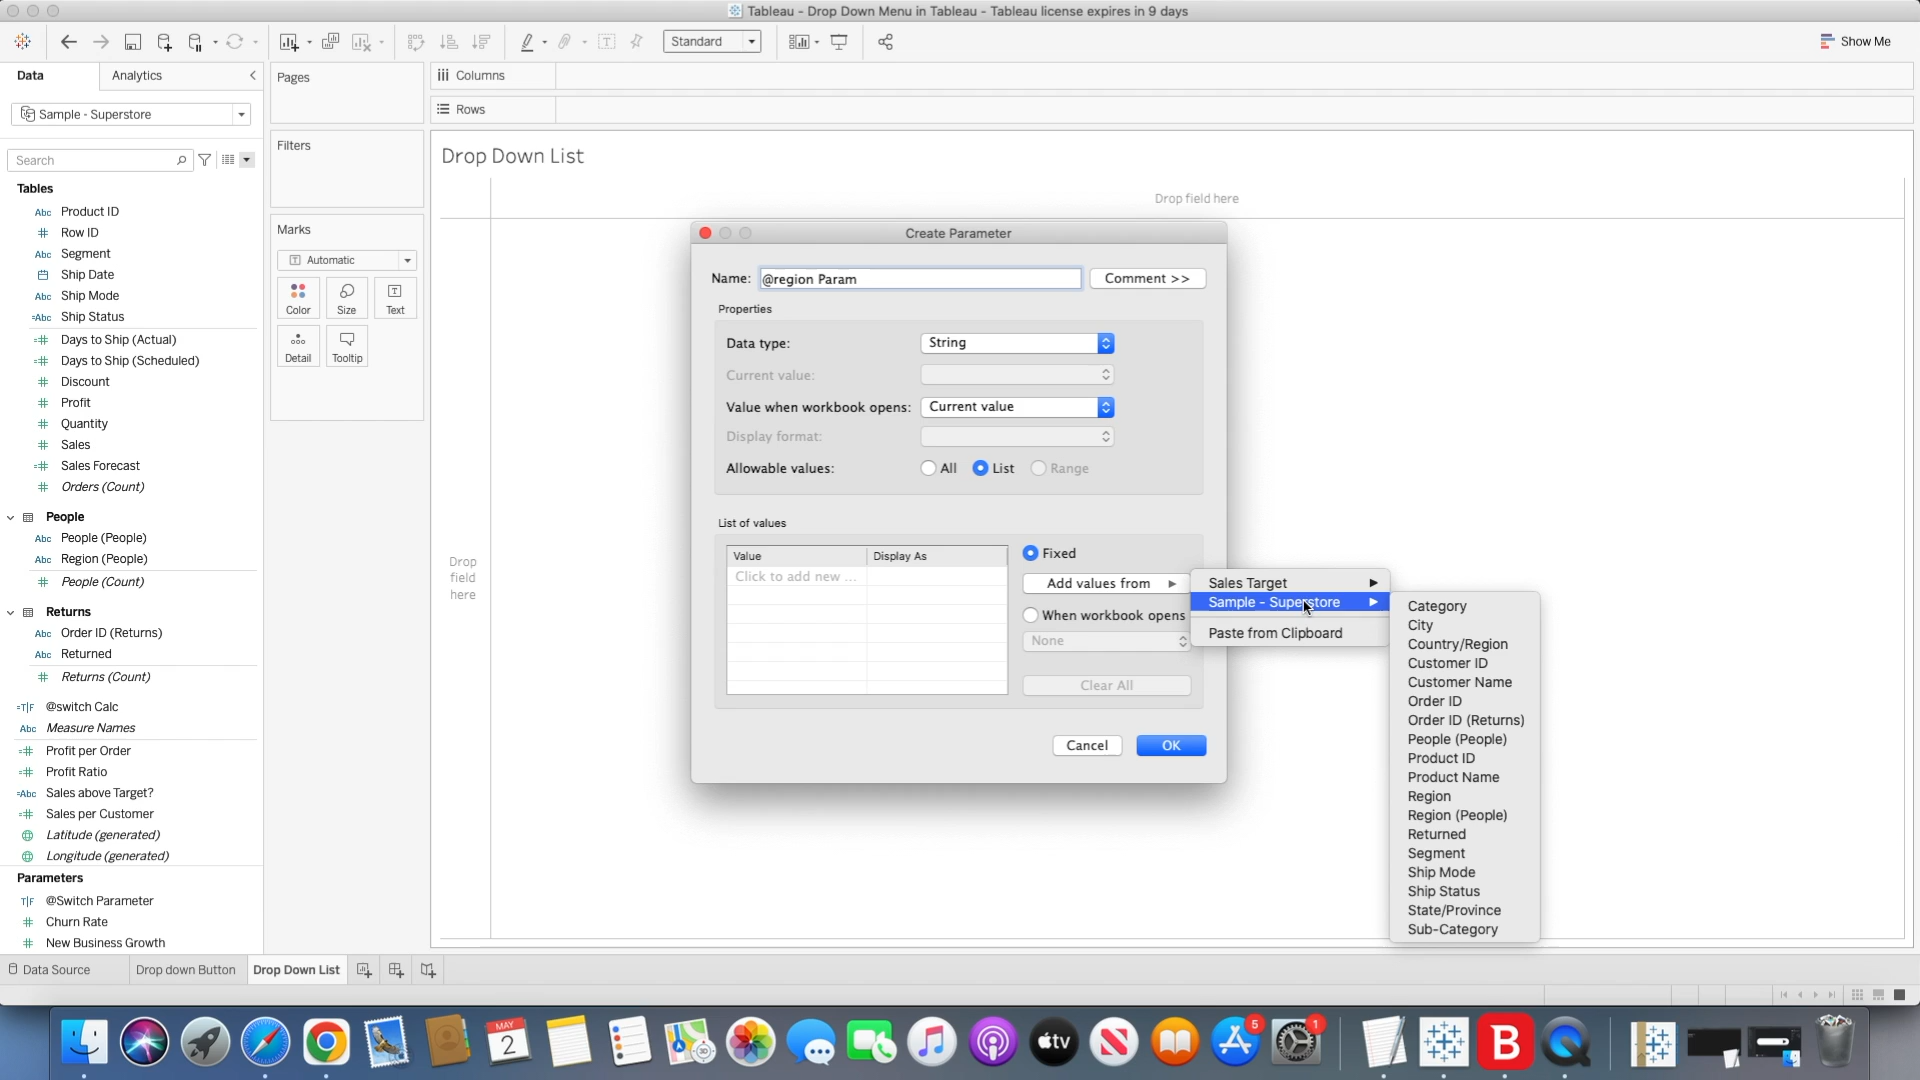 Tableau - Drop Down Menu in Tableau - Tableau license expires in 9 days
Standard
Show Me
Data
Analytics
Pages
Columns
Sample - Superstore
Rows
Search
Filters
Drop Down List
Tables
Product ID
Row ID
Segment
Ship Date
Ship Mode
Ship Status
Days to Ship (Actual)
Days to Ship (Scheduled)
Discount
Profit
Quantity
Sales
Sales Forecast
Orders (Count)
People
People (People)
Region (People)
People (Count)
Returns
Order ID (Returns)
Returned
Returns (Count)
@switch Calc
Measure Names
Profit per Order
Profit Ratio
Sales above Target?
Sales per Customer
Latitude (generated)
Longitude (generated)
Parameters
@Switch Parameter
Churn Rate
New Business Growth
Marks
Automatic
Color
Size
Text
Detail
Tooltip
Drop field here
Drop
field
here
Create Parameter
Name: @region Param
Comment >>
Properties
Data type: String
Current value:
Value when workbook opens: Current value
Display format:
Allowable values: All List Range
List of values
Value Display As
Click to add new ...
Fixed
Add values from
When workbook opens
None
Clear All
Cancel
OK
Sales Target
Sample - Superstore
Paste from Clipboard
Category
City
Country/Region
Customer ID
Customer Name
Order ID
Order ID (Returns)
People (People)
Product ID
Product Name
Region
Region (People)
Returned
Segment
Ship Mode
Ship Status
State/Province
Sub-Category
Data Source
Drop down Button
Drop Down List
MAY
2
tv
5
1
B